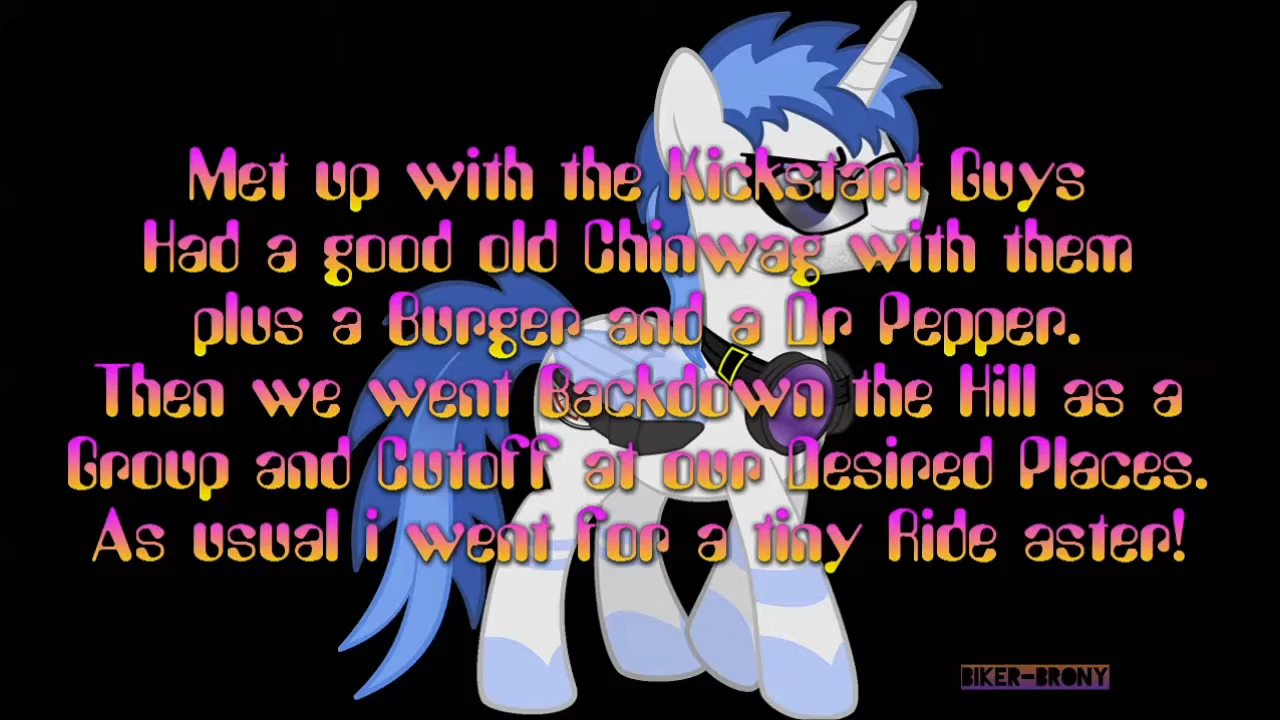 Met up with the Kickstart Guys
Had a good old Chinwag with them
plus a Burger and a Dr Pepper.
Then we went Backdown the Hill as a
Group and Cutoff at our Desired Places.
As usual i went for a tiny Ride aster!
BIKER-BRONY